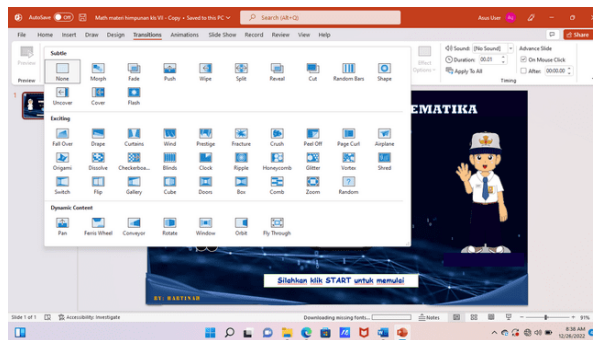 AutoSave Off Math materi himpunan kls VII - Copy • Saved to this PC Search (Alt+Q) Asus User
File Home Insert Draw Design Transitions Animations Slide Show Record Review View Help Share
Preview
Preview
Subtle
None Morph Fade Push Wipe Split Reveal Cut Random Bars Shape
Uncover Cover Flash
Exciting
Fall Over Drape Curtains Wind Prestige Fracture Crush Peel Off Page Curl Airplane
Origami Dissolve Checkerboa... Blinds Clock Ripple Honeycomb Glitter Vortex Shred
Switch Flip Gallery Cube Doors Box Comb Zoom Random
Dynamic Content
Pan Ferris Wheel Conveyor Rotate Window Orbit Fly Through
Effect
Options
Sound: [No Sound] Advance Slide
Duration: 00.01 On Mouse Click
Apply To All After: 00:00.00
Timing
1
EMATIKA
Silahkan klik START untuk memulai
BY: HARTINAH
Slide 1 of 1 Accessibility: Investigate Downloading missing fonts... Notes 91%
8:38 AM
12/26/2022